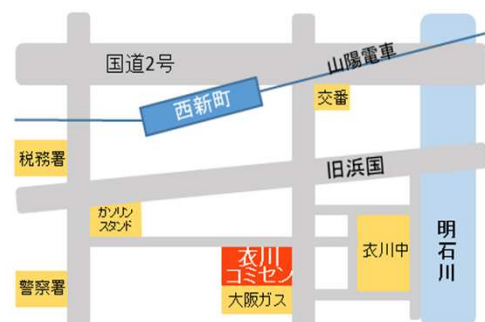 国道2号
山陽電車
西新町
交番
税務署
旧浜国
ガソリン
スタンド
明石川
衣川
コミセン
衣川中
警察署
大阪ガス